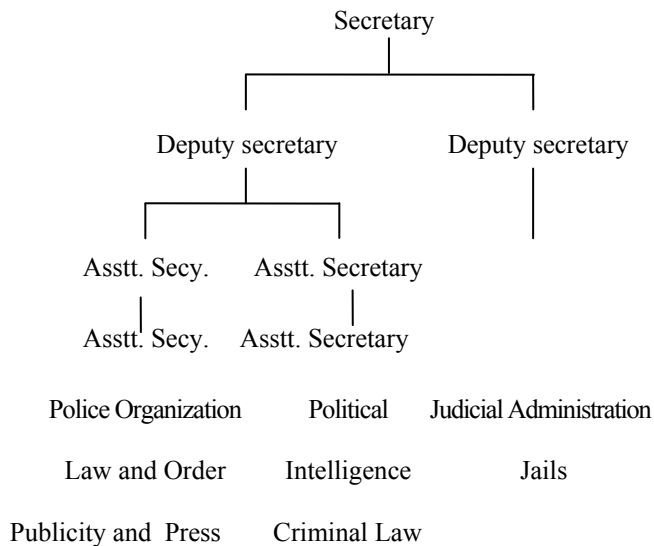 Secretary
Deputy secretary Deputy secretary
Asstt. Secy. Asstt. Secretary
Asstt. Secy. Asstt. Secretary
Police Organization Political Judicial Administration
Law and Order Intelligence Jails
Publicity and Press Criminal Law